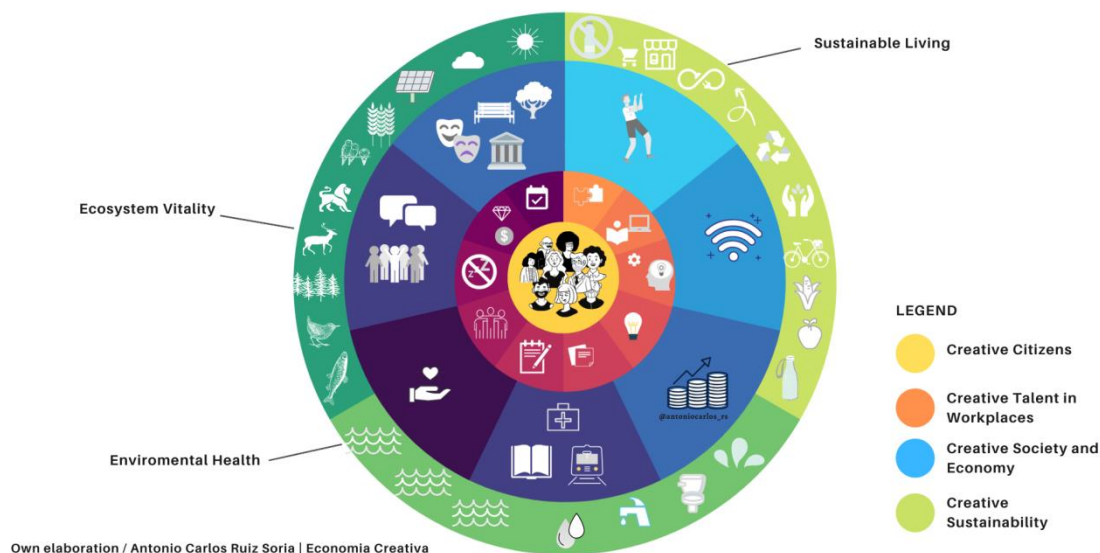 Sustainable Living
Ecosystem Vitality
Enviromental Health
$
z
z
z
@antoniocarlos_rs
LEGEND
Creative Citizens
Creative Talent in
Workplaces
Creative Society and
Economy
Creative
Sustainability
Own elaboration / Antonio Carlos Ruiz Soria | Economia Creativa